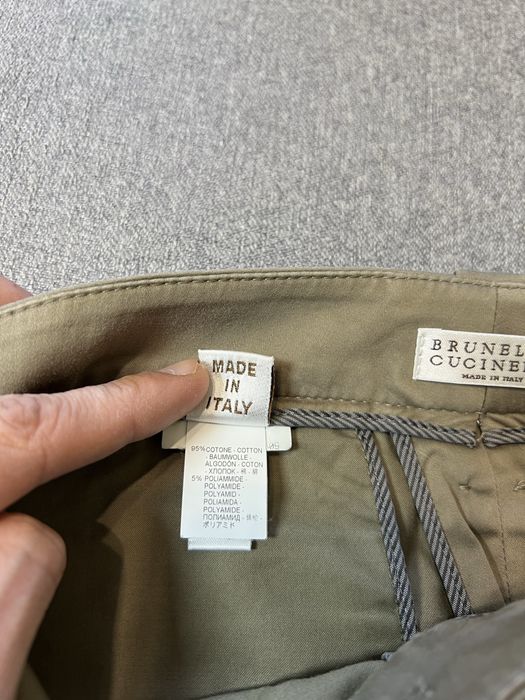 MADE
IN
ITALY
BRUNEL
CUCINEL
MADE IN ITALY
95% COTONE - COTTON
- BAUMWOLLE -
ALGODÓN - COTON
- ХЛОПОК - 棉 - 綿
5% POLIAMMIDE -
POLYAMIDE -
POLYAMID -
POLIAMIDA -
POLYAMIDE -
ПОЛИАМИД - 锦纶 -
ポリアミド